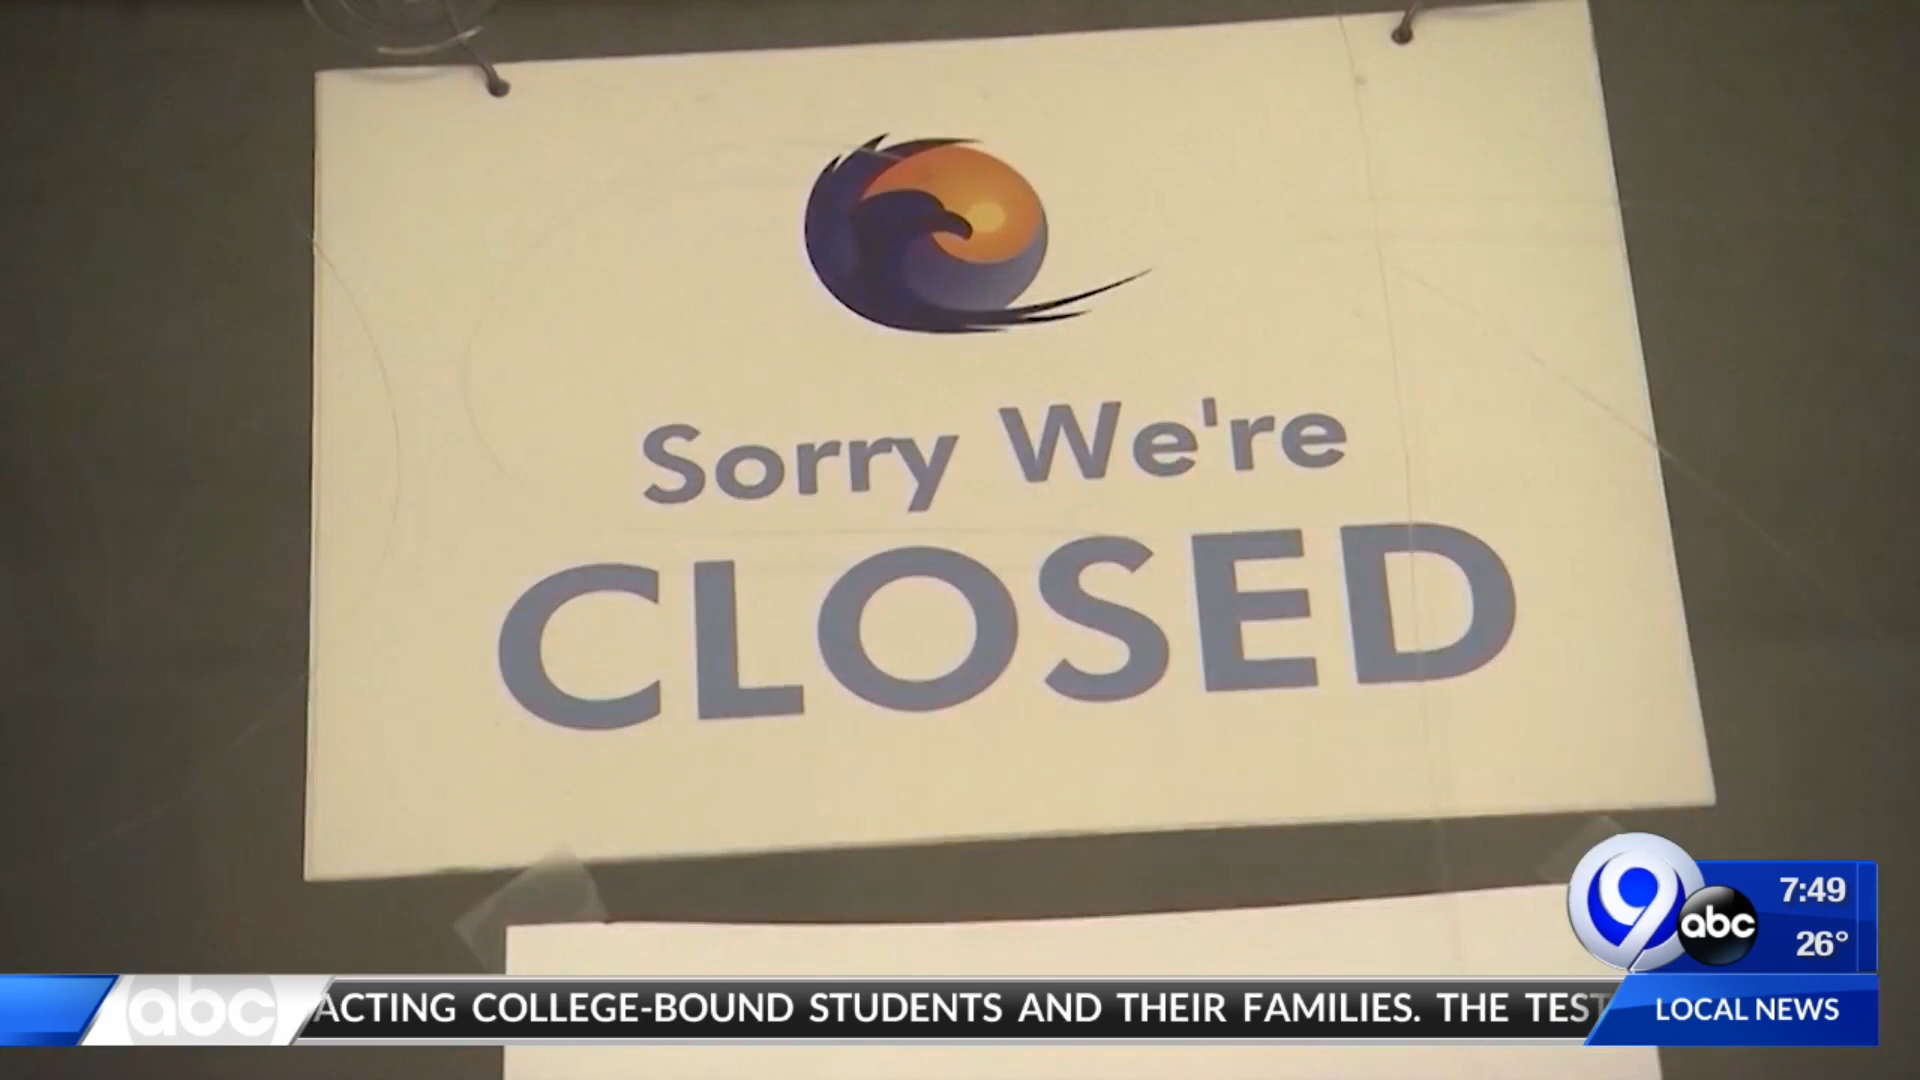 Sorry We're
CLOSED
9
abc
7:49
26°
abc
ACTING COLLEGE-BOUND STUDENTS AND THEIR FAMILIES. THE TEST
LOCAL NEWS